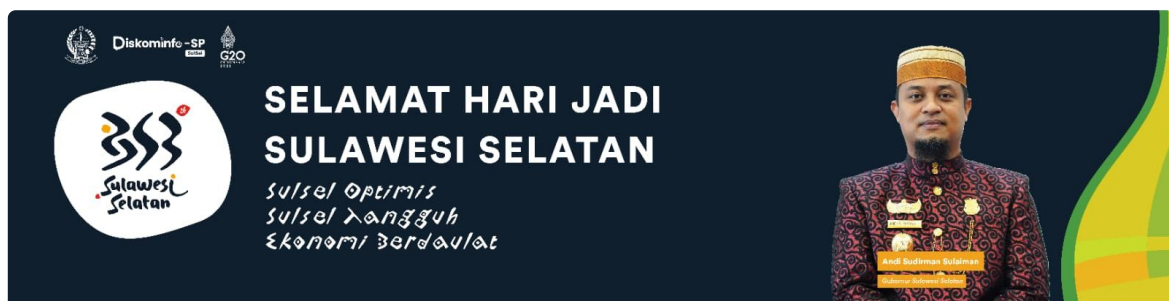 Diskominfo-SP
SulSel
G20
353
Sulawesi
Selatan
SELAMAT HARI JADI
SULAWESI SELATAN
Sulsel Optimis
Sulsel Tangguh
Ekonomi Berdaulat
Andi Sudirman Sulaiman
Gubernur Sulawesi Selatan